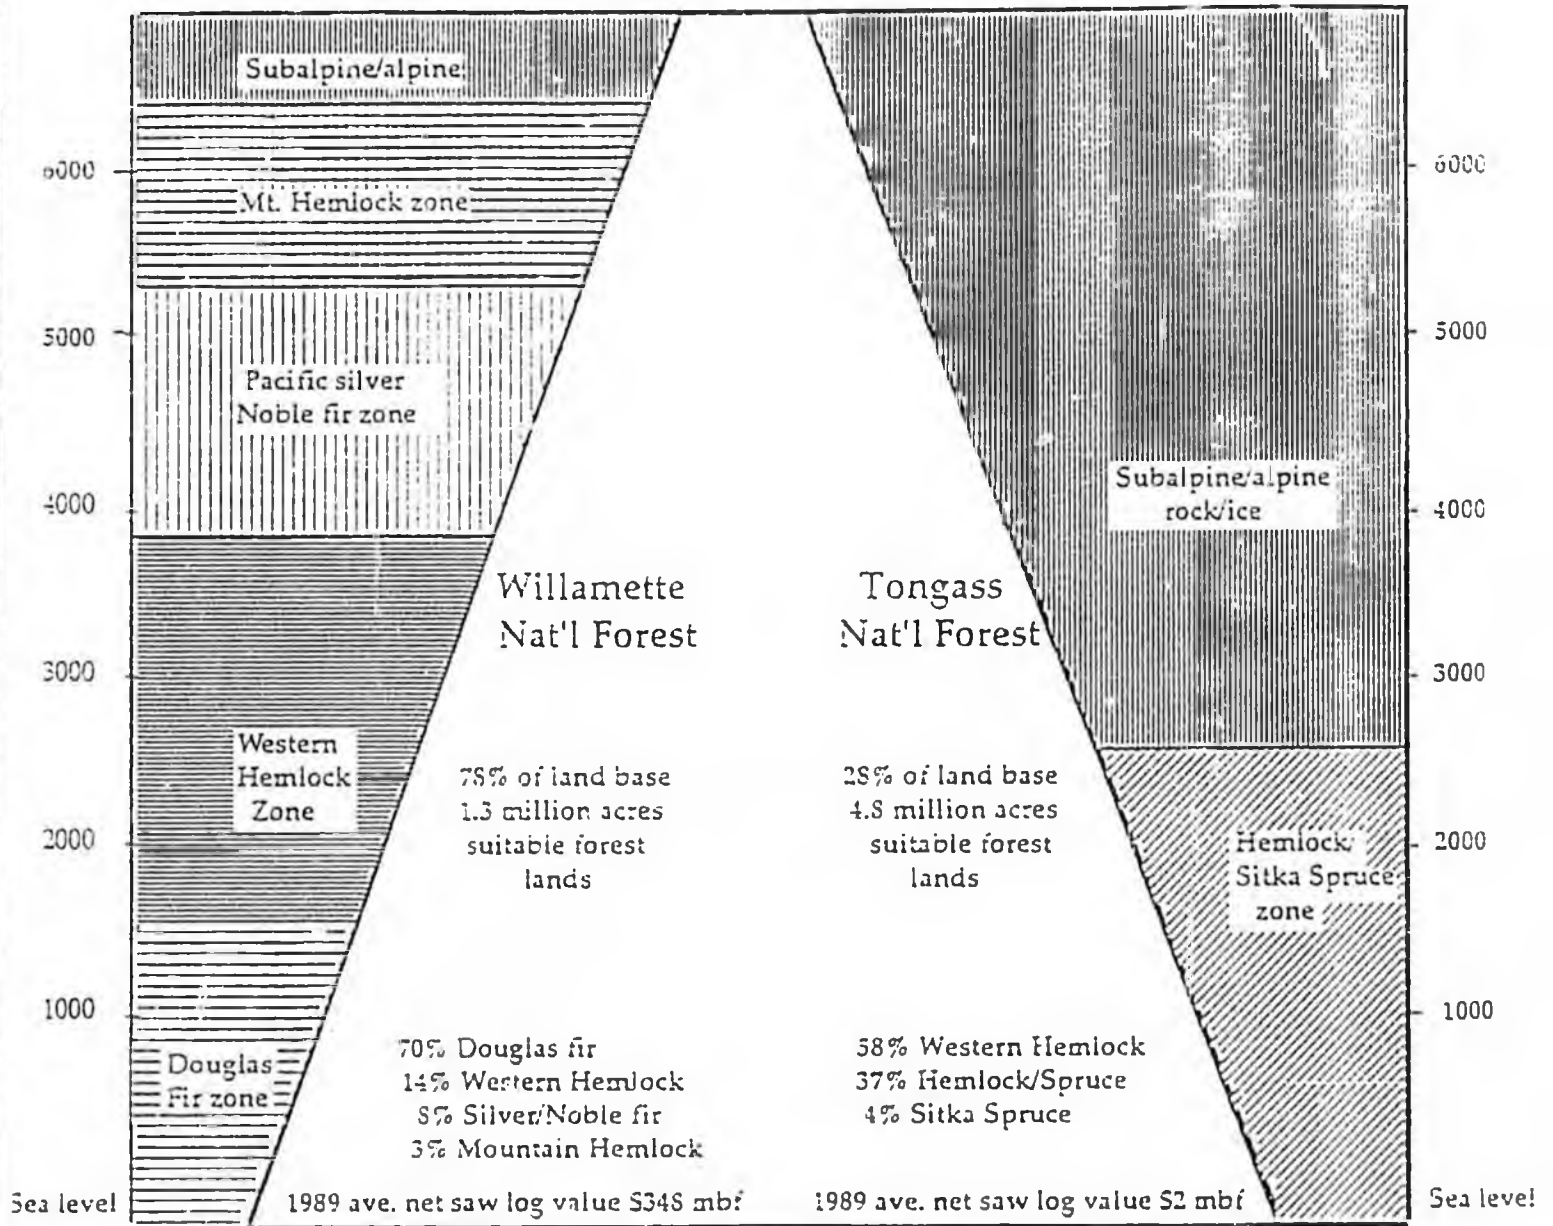 Subalpine/alpine
6000
Mt. Hemlock zone
5000
Pacific silver
Noble fir zone
4000
3000
Western
Hemlock
Zone
2000
1000
Douglas
Fir zone
Sea level
Willamette
Nat'l Forest
78% of land base
1.3 million acres
suitable forest
lands
70% Douglas fir
14% Western Hemlock
8% Silver/Noble fir
3% Mountain Hemlock
1989 ave. net saw log value $348 mbf
Tongass
Nat'l Forest
28% of land base
4.8 million acres
suitable forest
lands
58% Western Hemlock
37% Hemlock/Spruce
4% Sitka Spruce
1989 ave. net saw log value $2 mbf
6000
5000
Subalpine/alpine
rock/ice
4000
3000
Hemlock/
Sitka Spruce
zone
2000
1000
Sea level